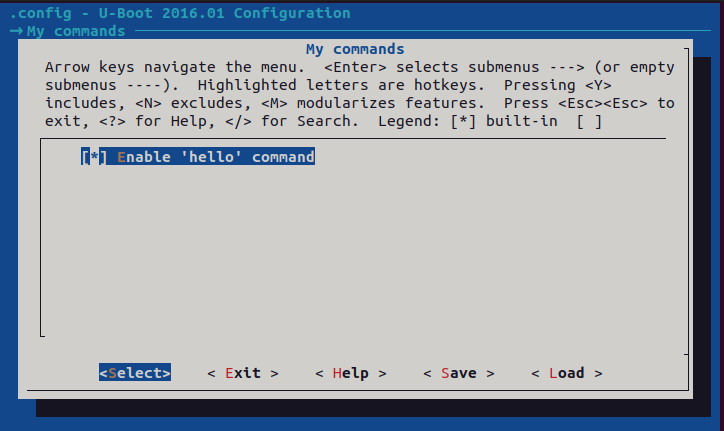 .config - U-Boot 2016.01 Configuration
→ My commands
My commands
Arrow keys navigate the menu.  <Enter> selects submenus ---> (or empty
submenus ----).  Highlighted letters are hotkeys.  Pressing <Y>
includes, <N> excludes, <M> modularizes features.  Press <Esc><Esc> to
exit, <?> for Help, </> for Search.  Legend: [*] built-in  [ ]
[*] Enable 'hello' command
<Select>    < Exit >    < Help >    < Save >    < Load >